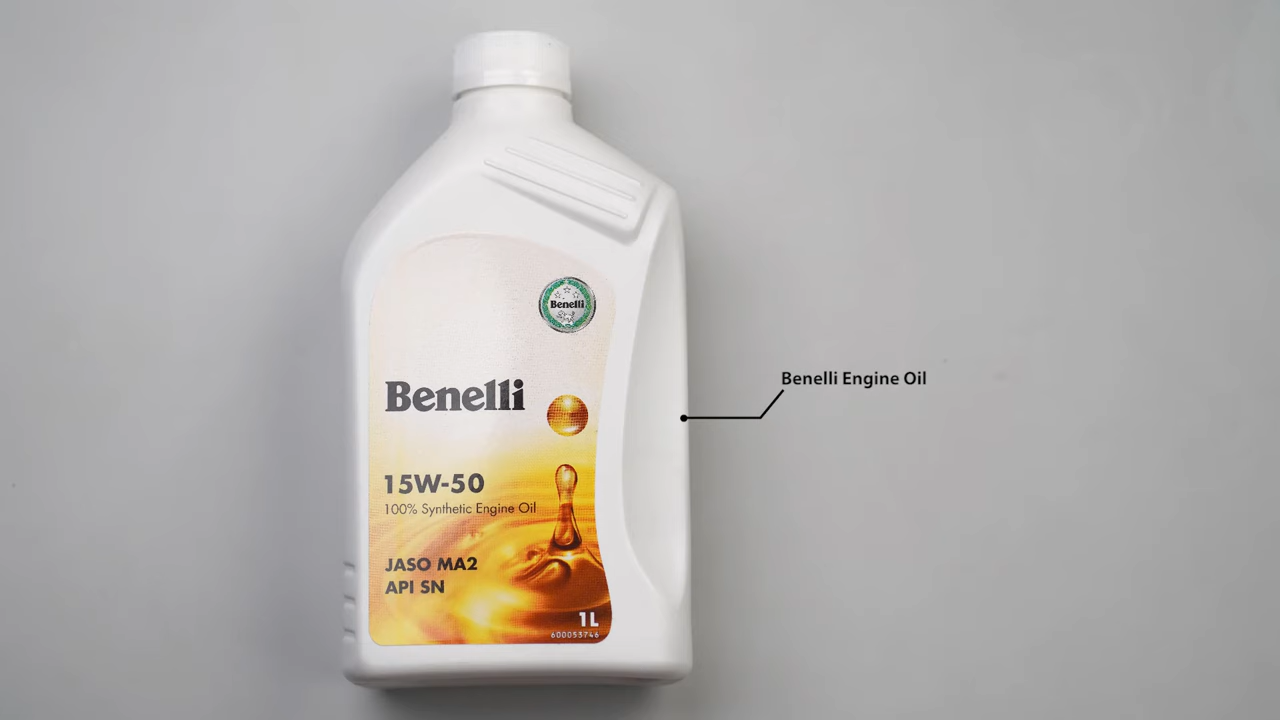 Benelli
Benelli
15W-50
100% Synthetic Engine Oil
JASO MA2
API SN
1L
600053746
Benelli Engine Oil